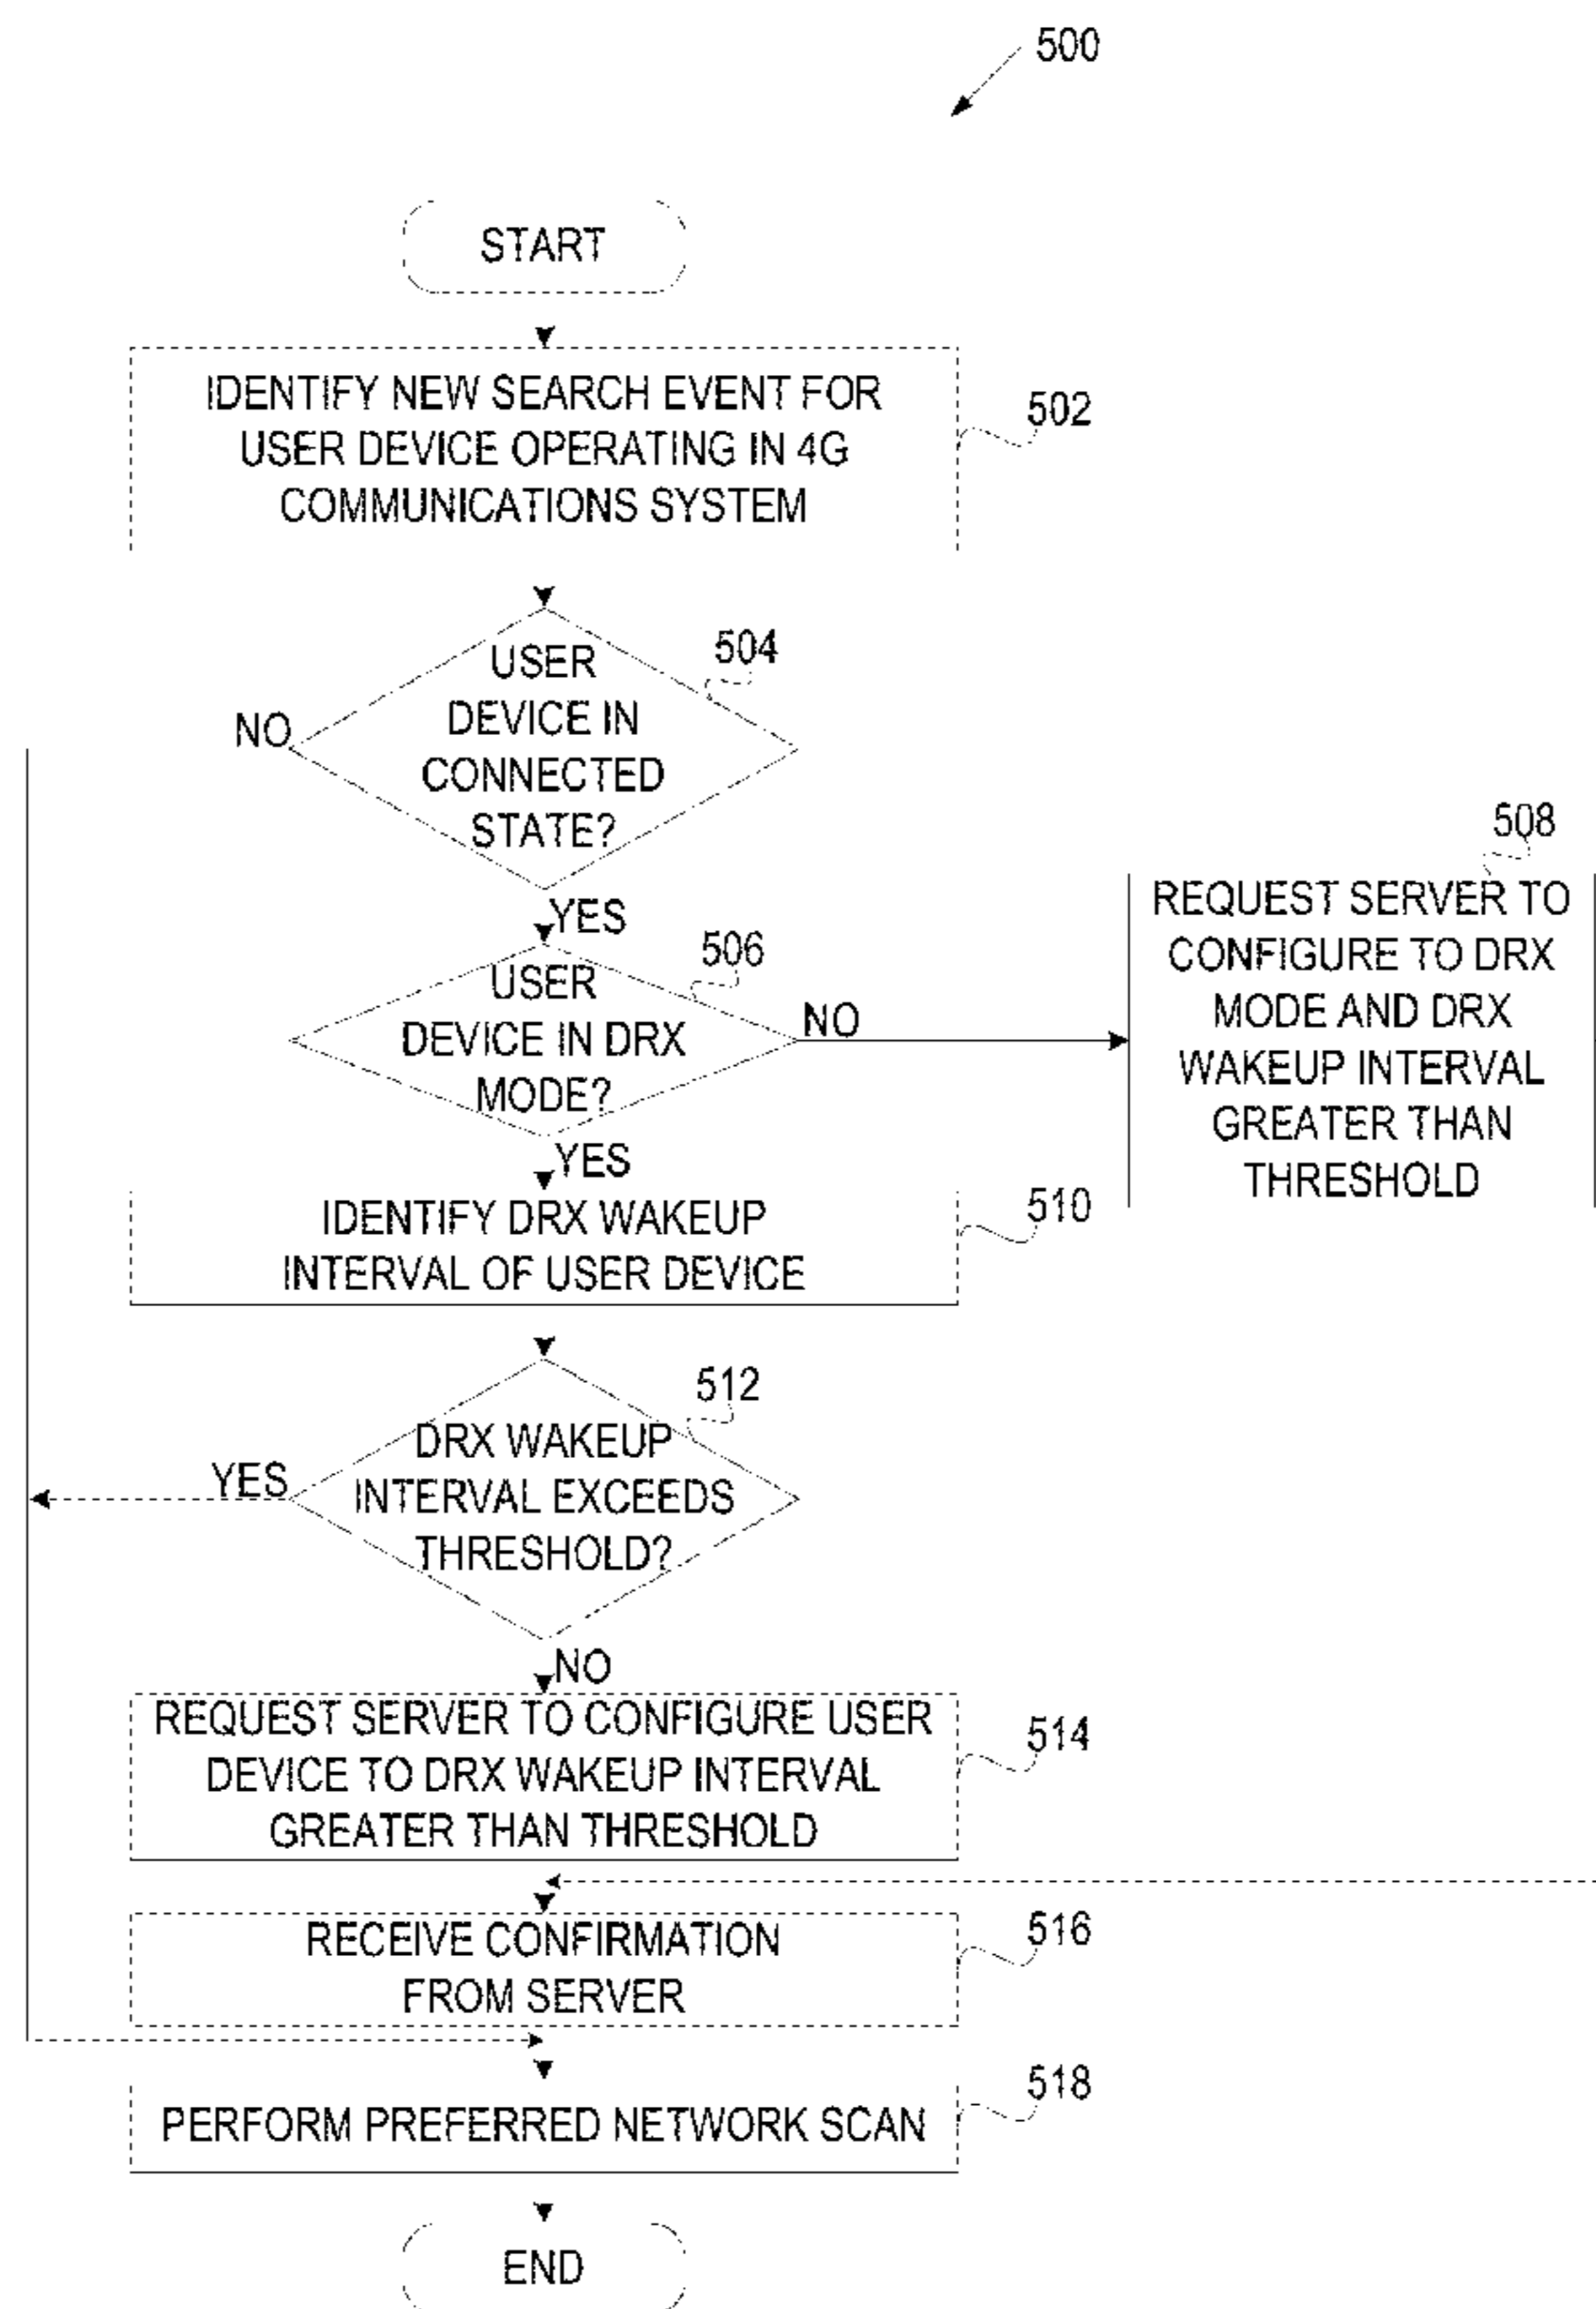 500
START
IDENTIFY NEW SEARCH EVENT FOR
USER DEVICE OPERATING IN 4G
COMMUNICATIONS SYSTEM
502
USER
DEVICE IN
CONNECTED
STATE?
504
NO
YES
USER
DEVICE IN DRX
MODE?
506
NO
508
REQUEST SERVER TO
CONFIGURE TO DRX
MODE AND DRX
WAKEUP INTERVAL
GREATER THAN
THRESHOLD
YES
IDENTIFY DRX WAKEUP
INTERVAL OF USER DEVICE
510
DRX WAKEUP
INTERVAL EXCEEDS
THRESHOLD?
512
YES
NO
REQUEST SERVER TO CONFIGURE USER
DEVICE TO DRX WAKEUP INTERVAL
GREATER THAN THRESHOLD
514
RECEIVE CONFIRMATION
FROM SERVER
516
PERFORM PREFERRED NETWORK SCAN
518
END